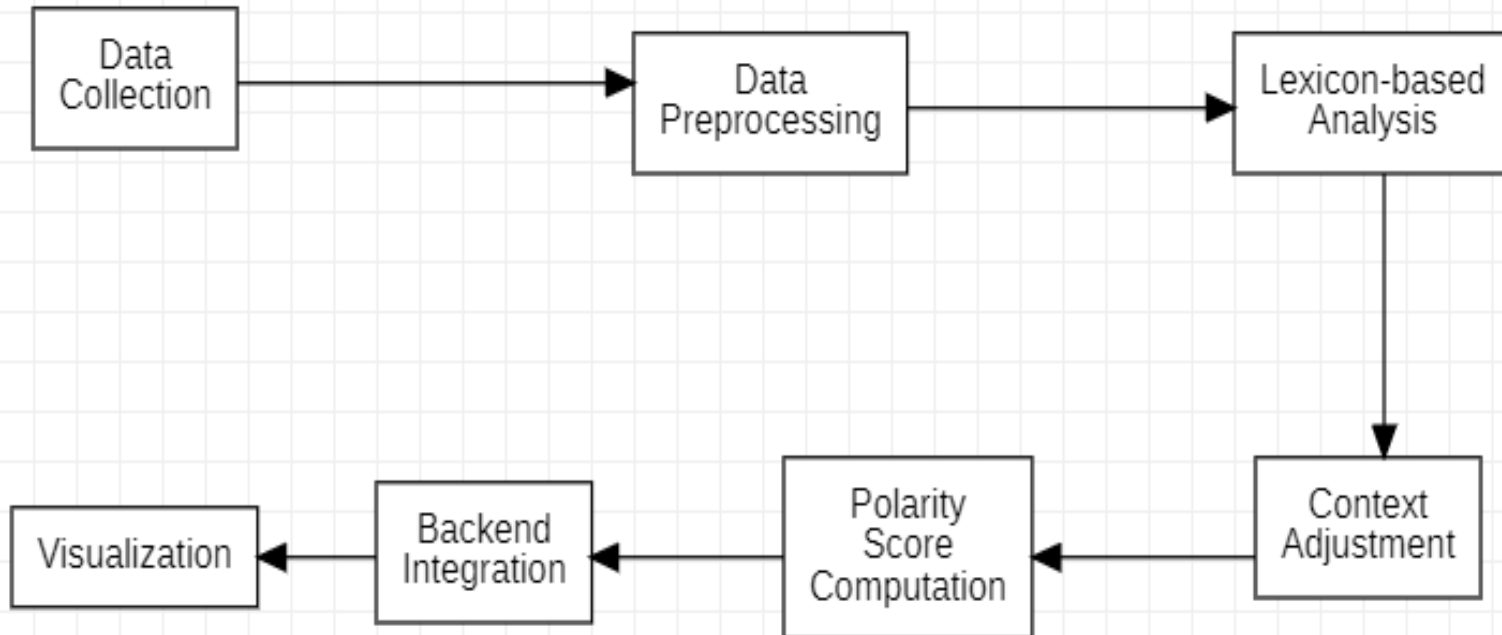 Data
Collection
Data
Preprocessing
Lexicon-based
Analysis
Context
Adjustment
Polarity
Score
Computation
Backend
Integration
Visualization